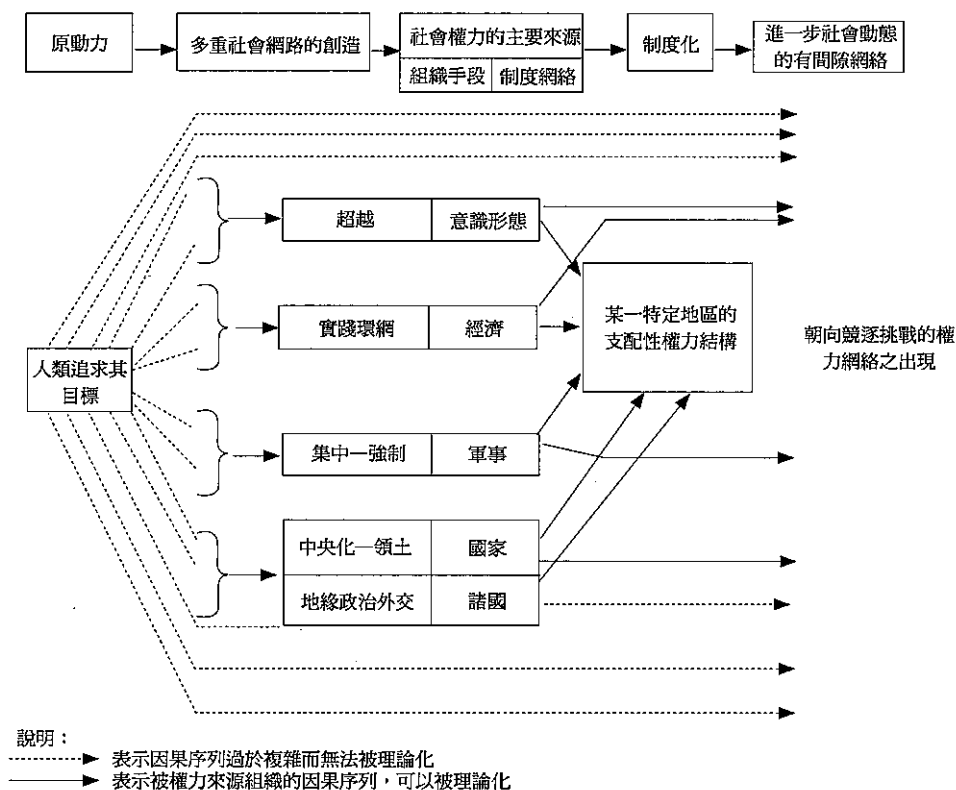 原動力
多重社會網路的創造
社會權力的主要來源
組織手段
制度網絡
制度化
進一步社會動態
的有間隙網絡
超越
意識形態
實踐環網
經濟
某一特定地區的
支配性權力結構
朝向競逐挑戰的權
力網絡之出現
人類追求其
目標
集中—強制
軍事
中央化—領土
國家
地緣政治外交
諸國
說明：
表示因果序列過於複雜而無法被理論化
表示被權力來源組織的因果序列，可以被理論化